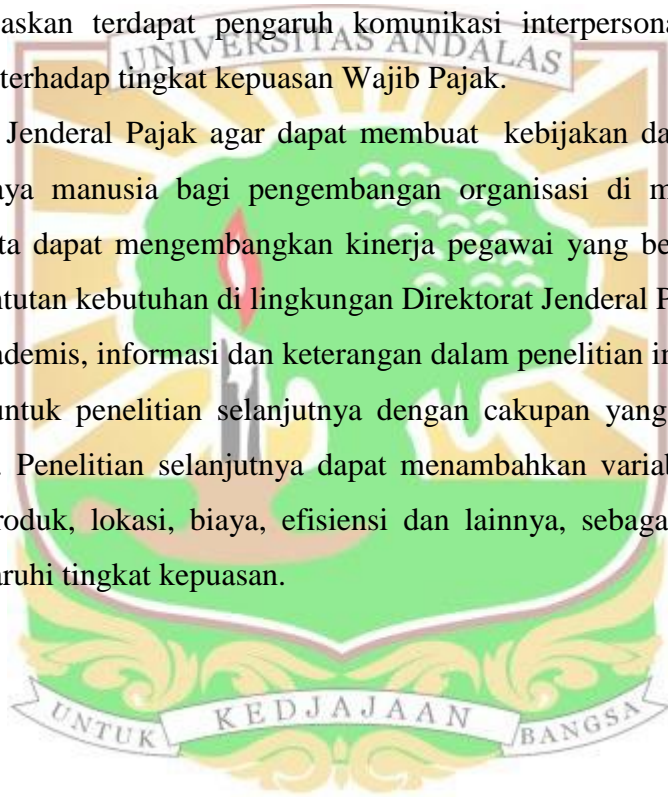 askan terdapat pengaruh komunikasi interpersona
terhadap tingkat kepuasan Wajib Pajak.
Jenderal Pajak agar dapat membuat kebijakan da
aya manusia bagi pengembangan organisasi di m
ta dapat mengembangkan kinerja pegawai yang be
ntutan kebutuhan di lingkungan Direktorat Jenderal P
ademis, informasi dan keterangan dalam penelitian in
untuk penelitian selanjutnya dengan cakupan yang
. Penelitian selanjutnya dapat menambahkan variab
roduk, lokasi, biaya, efisiensi dan lainnya, sebaga
aruhi tingkat kepuasan.
UNIVERSITAS ANDALAS
UNTUK KEDJAJAAN BANGSA